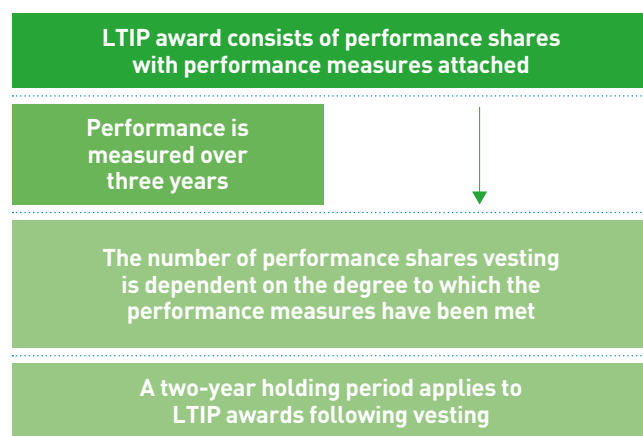 LTIP award consists of performance shares
with performance measures attached
Performance is
measured over
three years
The number of performance shares vesting
is dependent on the degree to which the
performance measures have been met
A two-year holding period applies to
LTIP awards following vesting